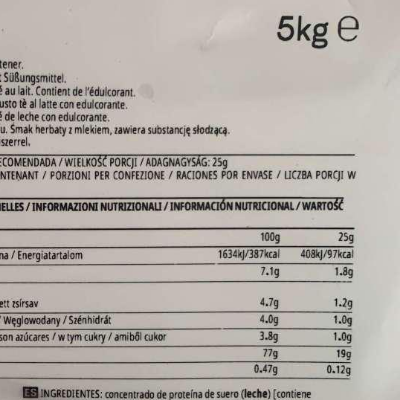 5kg ℮
tener.
Süßungsmittel.
au lait. Contient de l'édulcorant.
usto tè al latte con edulcorante.
de leche con edulcorante.
u. Smak herbaty z mlekiem, zawiera substancję słodzącą.
szerrel.
ECOMENDADA / WIELKOŚĆ PORCJI / ADAGNAGYSÁG: 25g
NTENANT / PORZIONI PER CONFEZIONE / RACIONES POR ENVASE / LICZBA PORCJI W
NELLES / INFORMAZIONI NUTRIZIONALI / INFORMACIÓN NUTRICIONAL / WARTOŚĆ
100g 25g
na / Energiatartalom 1634kJ/387kcal 408kJ/97kcal
7.1g 1.8g
ett zsírsav 4.7g 1.2g
/ Węglowodany / Szénhidrát 4.0g 1.0g
son azúcares / w tym cukry / amiből cukor 3.8g 1.0g
77g 19g
0.47g 0.12g
ES INGREDIENTES: concentrado de proteína de suero (leche) [contiene